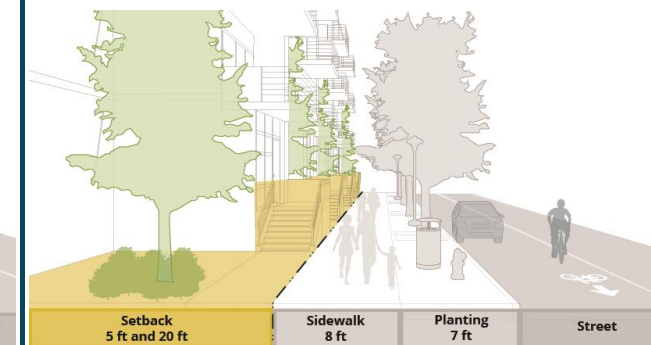 Setback
5 ft and 20 ft
Sidewalk
8 ft
Planting
7 ft
Street